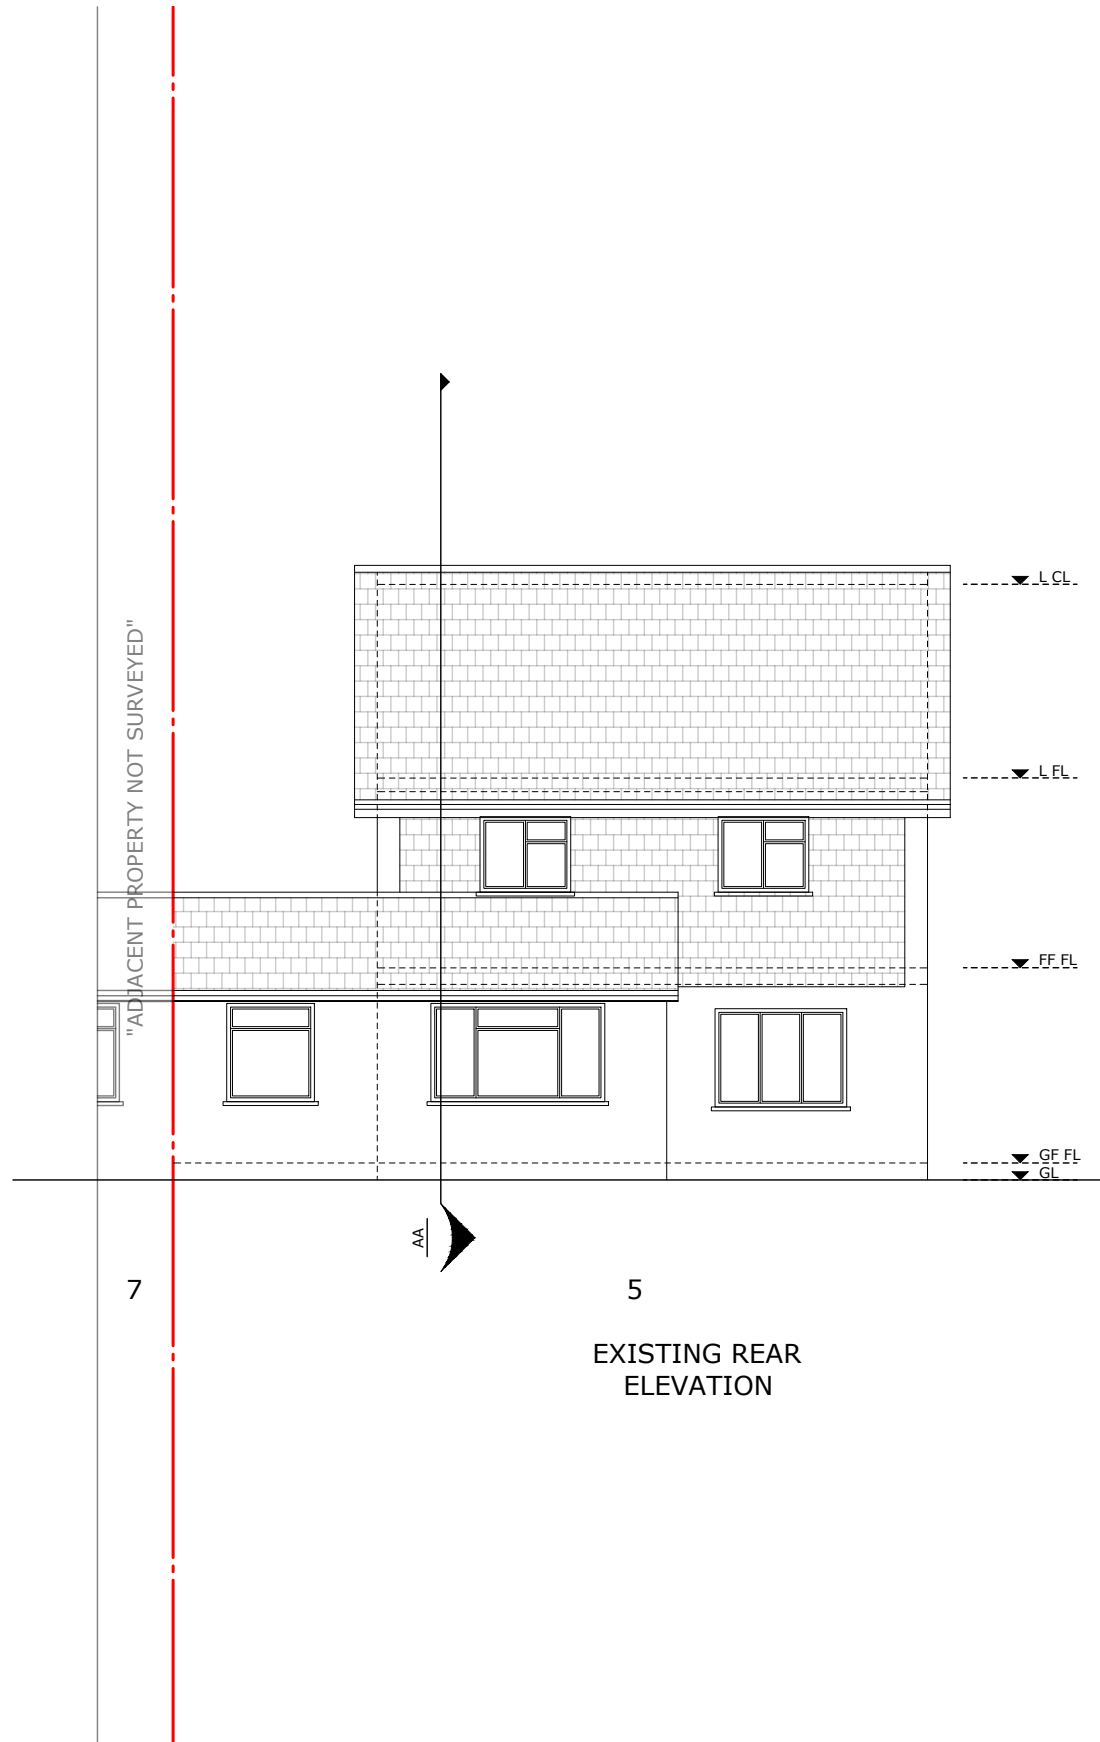 L CL
"ADJACENT PROPERTY NOT SURVEYED"
L FL
FF FL
GF FL
GL
AA
7
5
EXISTING REAR
ELEVATION